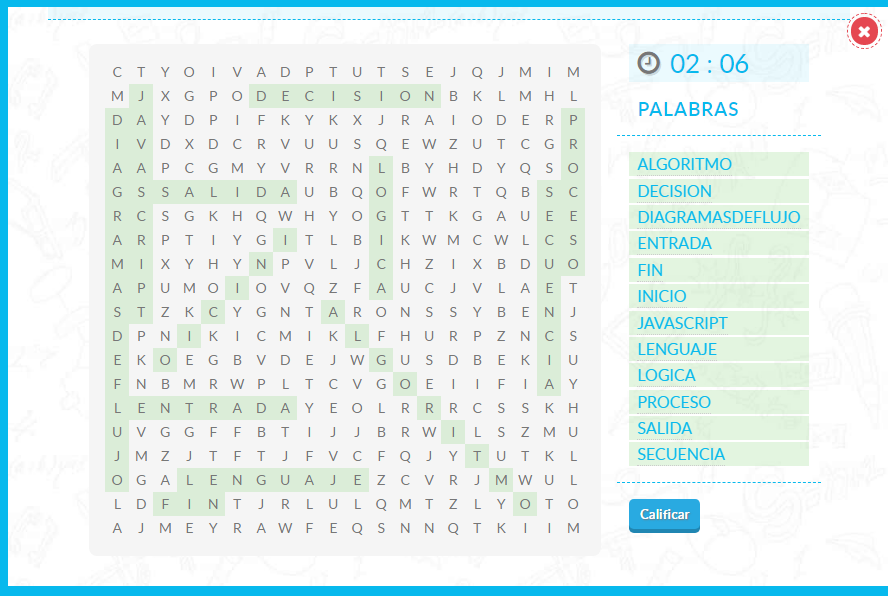 02 : 06
C T Y O I V A D P T U T S E J Q J M I M
PALABRAS
M J X G P O D E C I S I O N B K L M H L
D A Y D P I F K Y K X J R A I O D E R P
I V D X D C R V U U S Q E W Z U T C G R
A A P C G M Y V R R N L B Y H D Y Q S O
G S S A L I D A U B Q O F W R T Q B S C
R C S G K H Q W H Y O G T T K G A U E E
A R P T I Y G I T L B I K W M C W L C S
M I X Y H Y N P V L J C H Z I X B D U O
A P U M O I O V Q Z F A U C J V L A E T
S T Z K C Y G N T A R O N S S Y B E N J
D P N I K I C M I K L F H U R P Z N C S
E K O E G B V D E J W G U S D B E K I U
F N B M R W P L T C V G O E I I F I A Y
L E N T R A D A Y E O L R R R C S S K H
U V G G F F B T I J J B R W I L S Z M U
J M Z J T F T J F V C F Q J Y T U T K L
O G A L E N G U A J E Z C V R J M W U L
L D F I N T J R L U L Q M T Z L Y O T O
A J M E Y R A W F E Q S N N Q T K I I M
ALGORITMO
DECISION
DIAGRAMASDEFLUJO
ENTRADA
FIN
INICIO
JAVASCRIPT
LENGUAJE
LOGICA
PROCESO
SALIDA
SECUENCIA
Calificar